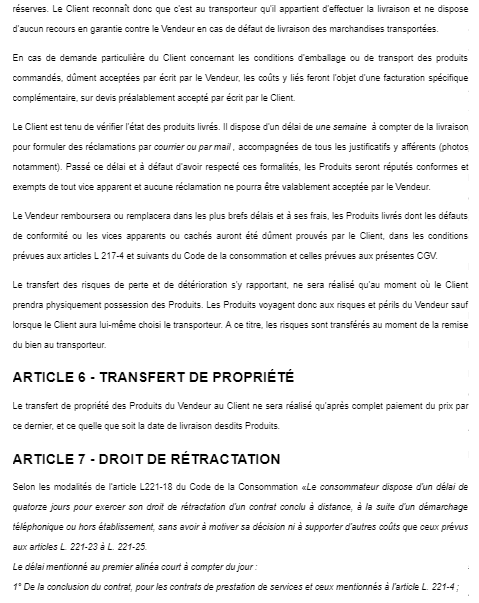 réserves. Le Client reconnaît donc que c'est au transporteur qu'il appartient d'effectuer la livraison et ne dispose
d'aucun recours en garantie contre le Vendeur en cas de défaut de livraison des marchandises transportées.
En cas de demande particulière du Client concernant les conditions d'emballage ou de transport des produits
commandés, dûment acceptées par écrit par le Vendeur, les coûts y liés feront l'objet d'une facturation spécifique
complémentaire, sur devis préalablement accepté par écrit par le Client.
Le Client est tenu de vérifier l'état des produits livrés. Il dispose d'un délai de une semaine à compter de la livraison
pour formuler des réclamations par courrier ou par mail , accompagnées de tous les justificatifs y afférents (photos
notamment). Passé ce délai et à défaut d'avoir respecté ces formalités, les Produits seront réputés conformes et
exempts de tout vice apparent et aucune réclamation ne pourra être valablement acceptée par le Vendeur.
Le Vendeur remboursera ou remplacera dans les plus brefs délais et à ses frais, les Produits livrés dont les défauts
de conformité ou les vices apparents ou cachés auront été dûment prouvés par le Client, dans les conditions
prévues aux articles L 217-4 et suivants du Code de la consommation et celles prévues aux présentes CGV.
Le transfert des risques de perte et de détérioration s'y rapportant, ne sera réalisé qu'au moment où le Client
prendra physiquement possession des Produits. Les Produits voyagent donc aux risques et périls du Vendeur sauf
lorsque le Client aura lui-même choisi le transporteur. A ce titre, les risques sont transférés au moment de la remise
du bien au transporteur.
ARTICLE 6 - TRANSFERT DE PROPRIÉTÉ
Le transfert de propriété des Produits du Vendeur au Client ne sera réalisé qu'après complet paiement du prix par
ce dernier, et ce quelle que soit la date de livraison desdits Produits.
ARTICLE 7 - DROIT DE RÉTRACTATION
Selon les modalités de l'article L221-18 du Code de la Consommation «Le consommateur dispose d'un délai de
quatorze jours pour exercer son droit de rétractation d'un contrat conclu à distance, à la suite d'un démarchage
téléphonique ou hors établissement, sans avoir à motiver sa décision ni à supporter d'autres coûts que ceux prévus
aux articles L. 221-23 à L. 221-25.
Le délai mentionné au premier alinéa court à compter du jour :
1° De la conclusion du contrat, pour les contrats de prestation de services et ceux mentionnés à l'article L. 221-4 ;